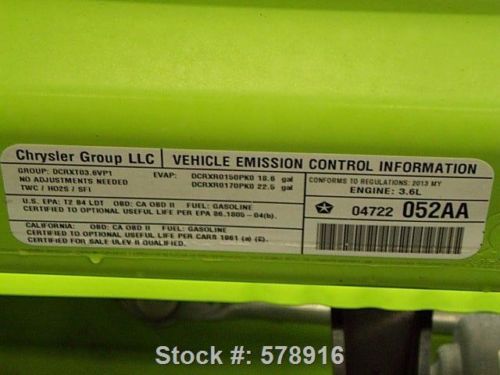 Chrysler Group LLC
VEHICLE EMISSION CONTROL INFORMATION
GROUP: DCRXT03.6VP1
NO ADJUSTMENTS NEEDED
TWC / HO2S / SFI
EVAP: DCRXR0150PK0 18.6 gal
DCRXR0170PK0 22.5 gal
CONFORMS TO REGULATIONS: 2013 MY
ENGINE: 3.6L
U.S. EPA: T2 B4 LDT OBD: CA OBD II FUEL: GASOLINE
CERTIFIED TO OPTIONAL USEFUL LIFE PER EPA 86.1805-04(b).
CALIFORNIA: OBD: CA OBD II FUEL: GASOLINE
CERTIFIED TO OPTIONAL USEFUL LIFE PER CARS 1961 (a) (E).
CERTIFIED FOR SALE ULEV II QUALIFIED.
04722 052AA
Stock #: 578916